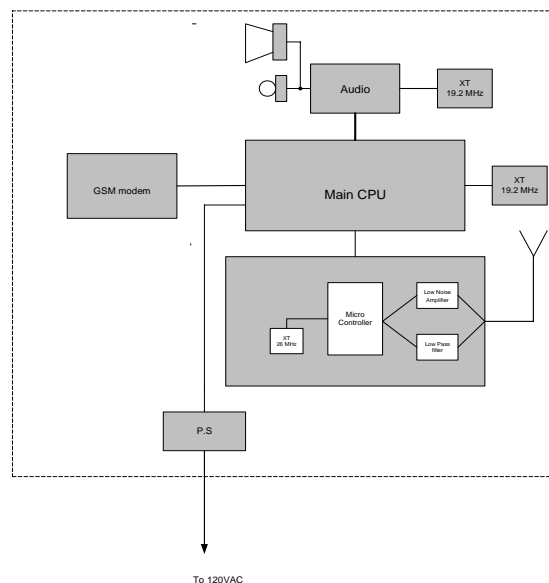 Audio
XT
19.2 MHz
GSM modem
Main CPU
XT
19.2 MHz
Micro
Controller
Low Noise
Amplifier
XT
26 MHz
Low Pass
filter
P.S
To 120VAC